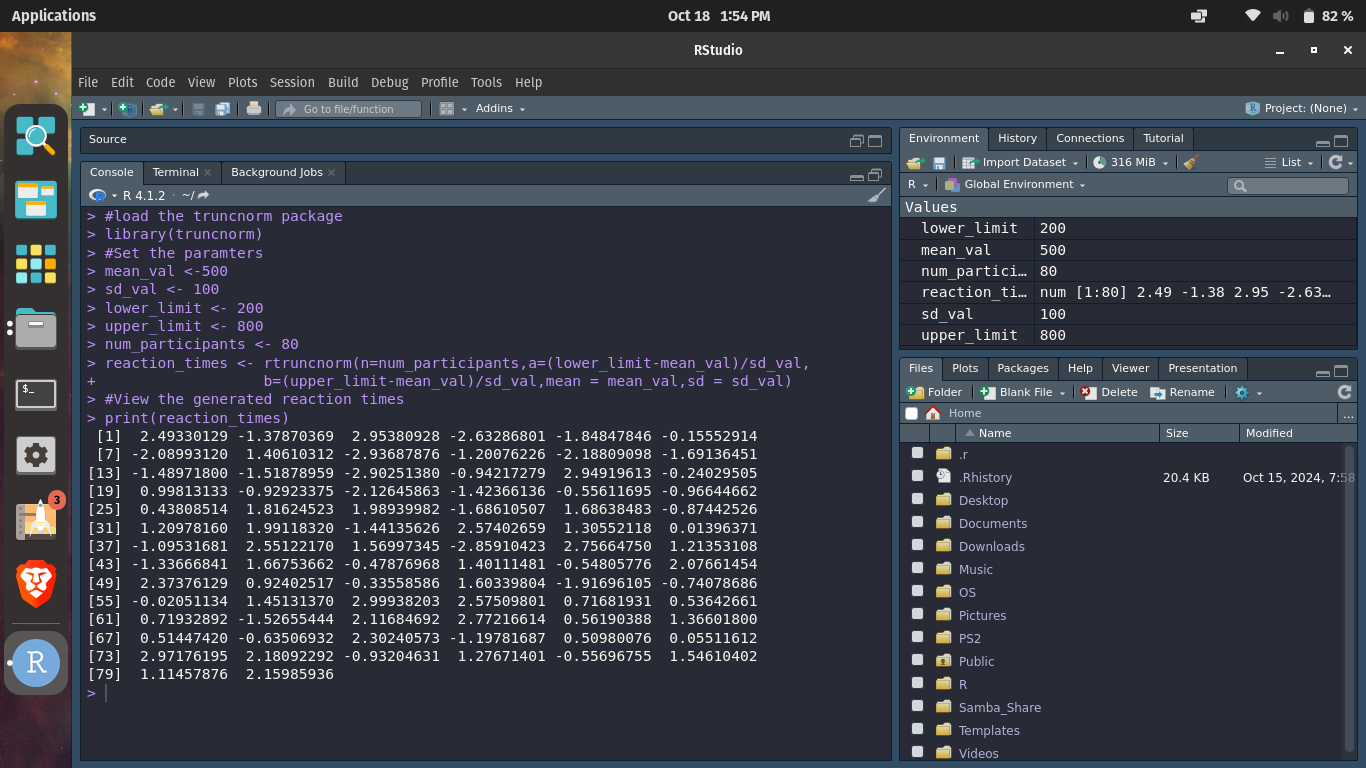 Applications
Oct 18 1:54 PM
82 %
RStudio
File Edit Code View Plots Session Build Debug Profile Tools Help
Go to file/function
Addins
Project: (None)
Source
Console Terminal Background Jobs
R 4.1.2 · ~/
> #load the truncnorm package
> library(truncnorm)
> #Set the paramters
> mean_val <-500
> sd_val <- 100
> lower_limit <- 200
> upper_limit <- 800
> num_participants <- 80
> reaction_times <- rtruncnorm(n=num_participants,a=(lower_limit-mean_val)/sd_val,
+ b=(upper_limit-mean_val)/sd_val,mean = mean_val,sd = sd_val)
> #View the generated reaction times
> print(reaction_times)
[1] 2.49330129 -1.37870369 2.95380928 -2.63286801 -1.84847846 -0.15552914
[7] -2.08993120 1.40610312 -2.93687876 -1.20076226 -2.18809098 -1.69136451
[13] -1.48971800 -1.51878959 -2.90251380 -0.94217279 2.94919613 -0.24029505
[19] 0.99813133 -0.92923375 -2.12645863 -1.42366136 -0.55611695 -0.96644662
[25] 0.43808514 1.81624523 1.98939982 -1.68610507 1.68638483 -0.87442526
[31] 1.20978160 1.99118320 -1.44135626 2.57402659 1.30552118 0.01396371
[37] -1.09531681 2.55122170 1.56997345 -2.85910423 2.75664750 1.21353108
[43] -1.33666841 1.66753662 -0.47876968 1.40111481 -0.54805776 2.07661454
[49] 2.37376129 0.92402517 -0.33558586 1.60339804 -1.91696105 -0.74078686
[55] -0.02051134 1.45131370 2.99938203 2.57509801 0.71681931 0.53642661
[61] 0.71932892 -1.52655444 2.11684692 2.77216614 0.56190388 1.36601800
[67] 0.51447420 -0.63506932 2.30240573 -1.19781687 0.50980076 0.05511612
[73] 2.97176195 2.18092292 -0.93204631 1.27671401 -0.55696755 1.54610402
[79] 1.11457876 2.15985936
>
Environment History Connections Tutorial
Import Dataset 316 MiB List
R Global Environment
Values
lower_limit 200
mean_val 500
num_partici… 80
reaction_ti… num [1:80] 2.49 -1.38 2.95 -2.63…
sd_val 100
upper_limit 800
Files Plots Packages Help Viewer Presentation
Folder Blank File Delete Rename
Home ...
Name Size Modified
.r
.Rhistory 20.4 KB Oct 15, 2024, 7:58
Desktop
Documents
Downloads
Music
OS
Pictures
PS2
Public
R
Samba_Share
Templates
Videos
$_
3
R